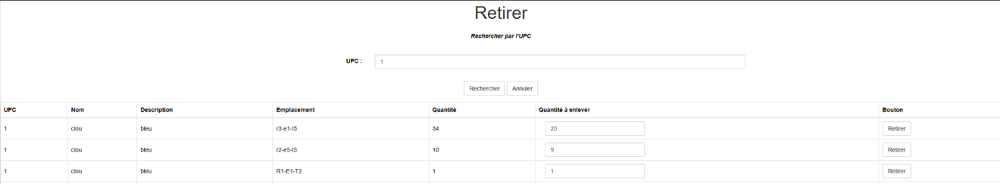 Retirer
Rechercher par l'UPC
UPC : 1
Rechercher Annuler
UPC Nom Description Emplacement Quantité Quantité à enlever Bouton
1 clou bleu r3-e1-t5 34 20 Retirer
1 clou bleu r2-e5-t5 10 9 Retirer
1 clou bleu R1-E1-T2 1 1 Retirer